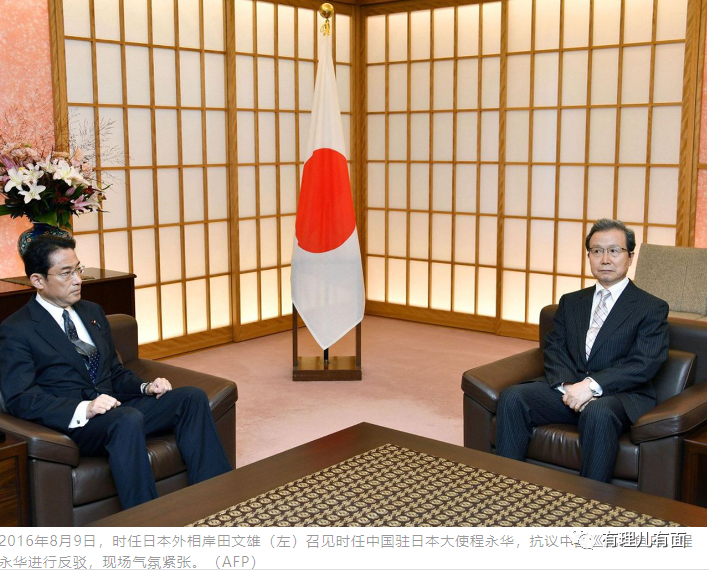 2016年8月9日，时任日本外相岸田文雄（左）召见时任中国驻日本大使程永华，抗议中 有理儿有面 程
永华进行反驳，现场气氛紧张。（AFP）